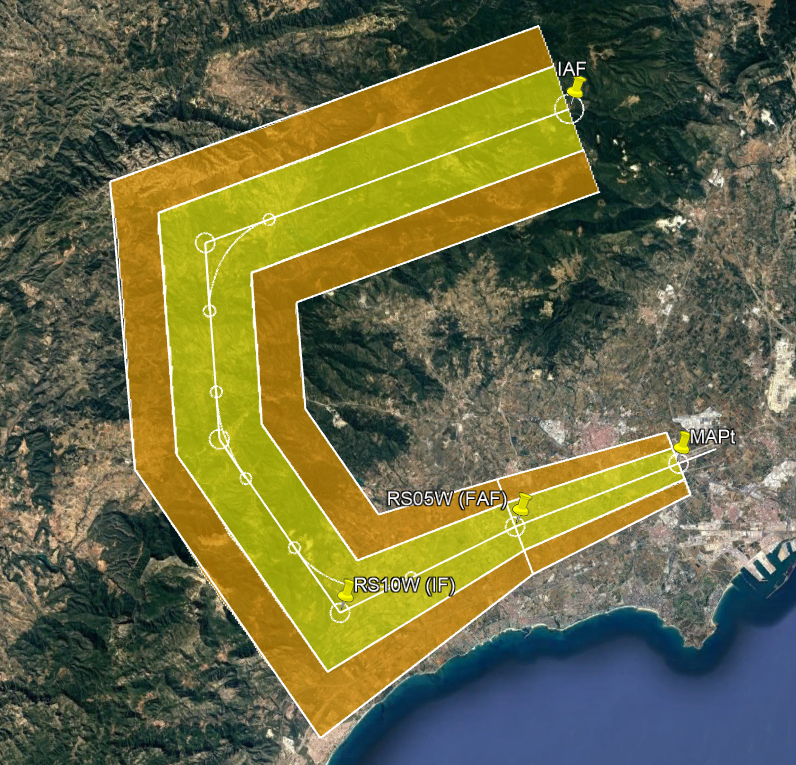 IAF
MAPt
RS05W (FAF)
RS10W (IF)